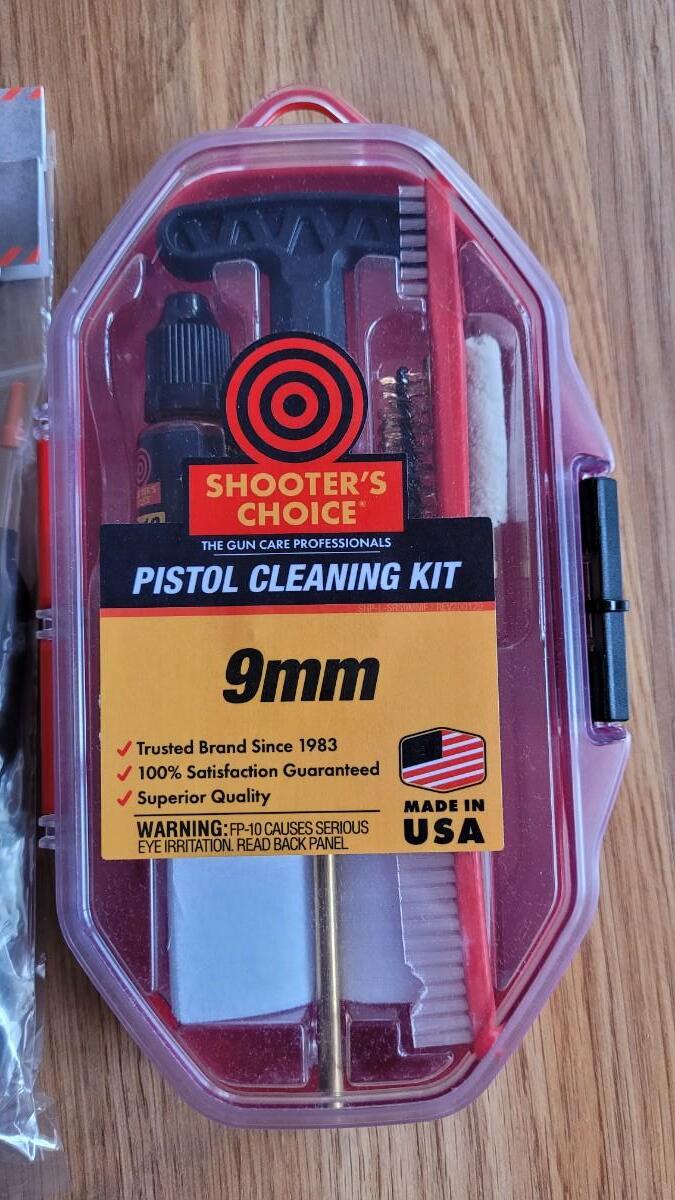 SHOOTER'S
CHOICE®
THE GUN CARE PROFESSIONALS
PISTOL CLEANING KIT
9mm
Trusted Brand Since 1983
100% Satisfaction Guaranteed
Superior Quality
WARNING: FP-10 CAUSES SERIOUS
EYE IRRITATION. READ BACK PANEL
MADE IN
USA